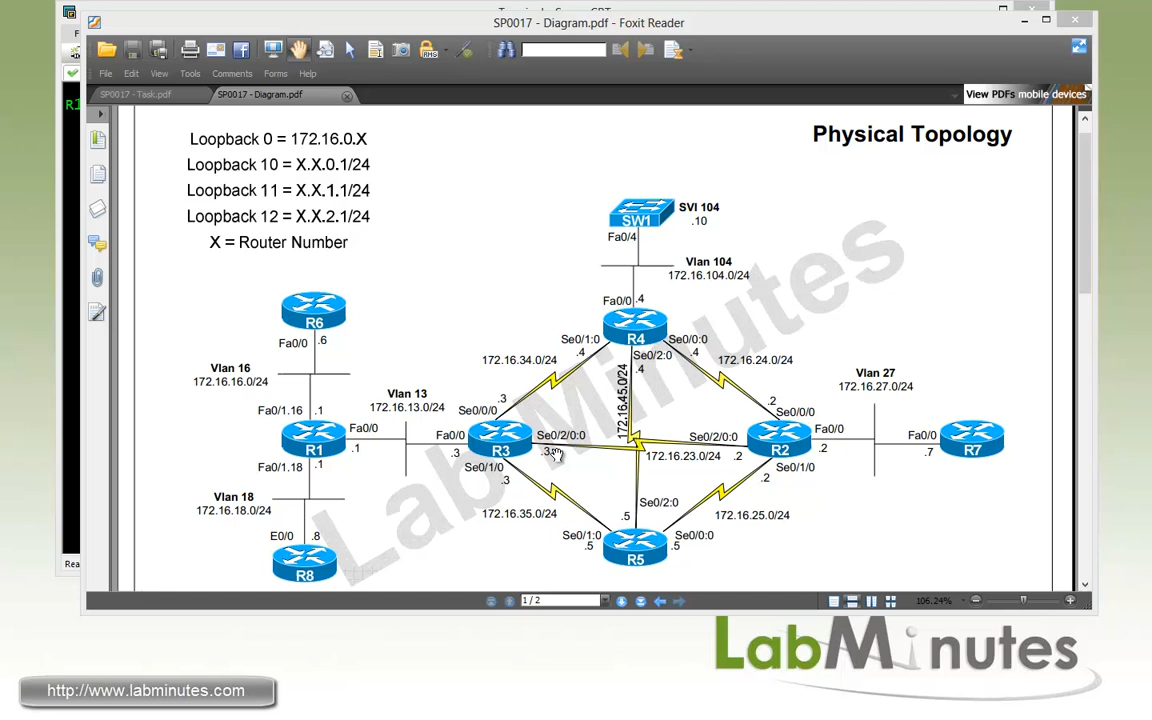 SP0017 - Diagram.pdf - Foxit Reader
File Edit View Tools Comments Forms Help
SP0017 - Task.pdf
SP0017 - Diagram.pdf
View PDFs mobile devices
R1
Loopback 0 = 172.16.0.X
Loopback 10 = X.X.0.1/24
Loopback 11 = X.X.1.1/24
Loopback 12 = X.X.2.1/24
X = Router Number
Physical Topology
SW1
SVI 104
.10
Fa0/4
Vlan 104
172.16.104.0/24
Fa0/0 .4
R4
Se0/1:0
.4
Se0/0:0
.4
Se0/2:0
.4
172.16.34.0/24
172.16.24.0/24
172.16.45.0/24
R6
Fa0/0 .6
Vlan 16
172.16.16.0/24
Fa0/1.16 .1
R1
Fa0/0
.1
Fa0/1.18 .1
Vlan 13
172.16.13.0/24
Fa0/0
.3
.3
Se0/0/0
R3
Se0/2/0:0
.3
Se0/1/0
.3
Vlan 18
172.16.18.0/24
E0/0 .8
R8
172.16.35.0/24
172.16.23.0/24
Se0/2/0:0
.2
.2
Se0/0/0
R2
Fa0/0
.2
Se0/1/0
.2
Vlan 27
172.16.27.0/24
Fa0/0
.7
R7
172.16.25.0/24
Se0/2:0
.5
Se0/1:0
.5
Se0/0:0
.5
R5
Lab Minutes
1 / 2
106.24%
Rea
LabMinutes
http://www.labminutes.com